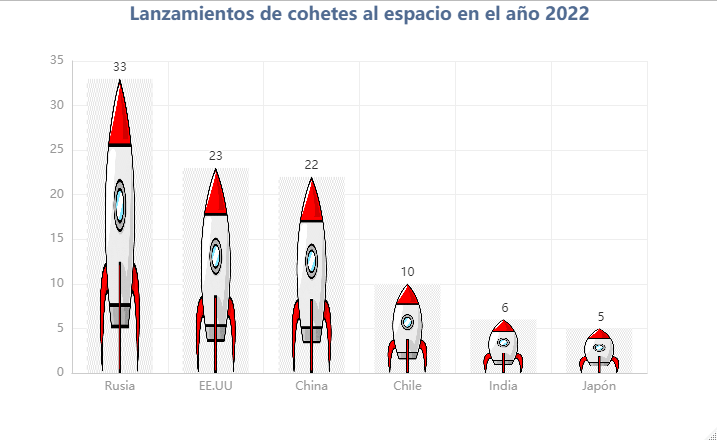 Lanzamientos de cohetes al espacio en el año 2022
35
30
25
20
15
10
5
0
33
23
22
10
6
5
Rusia
EE.UU
China
Chile
India
Japón